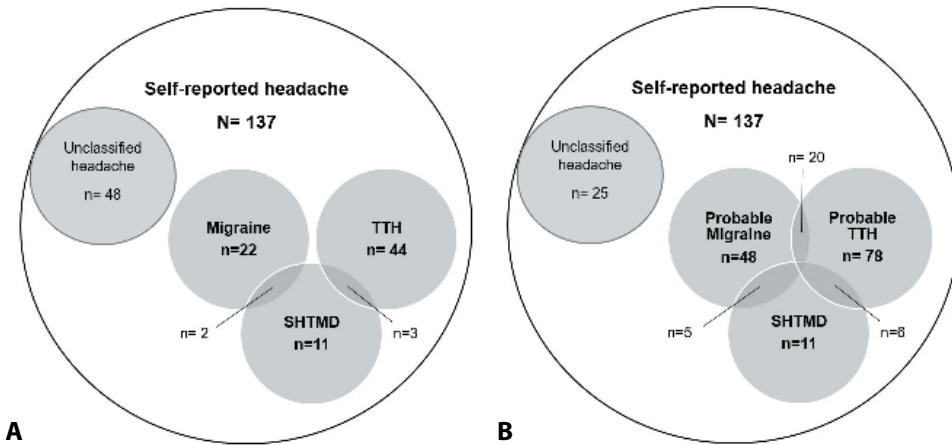 Self-reported headache
N= 137
Unclassified
headache
n= 48
Migraine
n=22
TTH
n= 44
n= 2
SHTMD
n=11
n=3
A
Self-reported headache
N= 137
Unclassified
headache
n= 25
n= 20
Probable
Migraine
n=48
Probable
TTH
n= 78
n=5
SHTMD
n=11
n=6
B